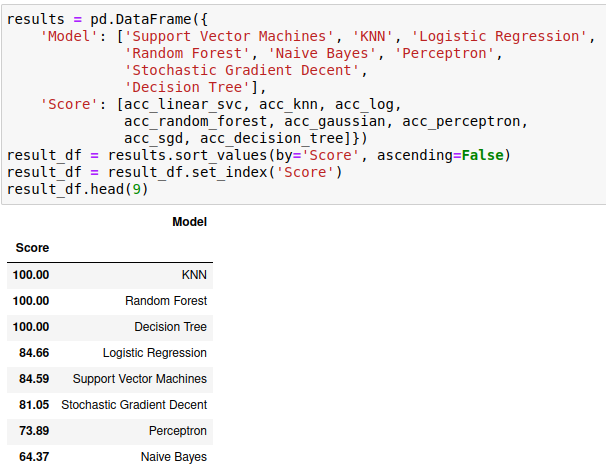 results = pd.DataFrame({
    'Model': ['Support Vector Machines', 'KNN', 'Logistic Regression',
              'Random Forest', 'Naive Bayes', 'Perceptron',
              'Stochastic Gradient Decent',
              'Decision Tree'],
    'Score': [acc_linear_svc, acc_knn, acc_log,
              acc_random_forest, acc_gaussian, acc_perceptron,
              acc_sgd, acc_decision_tree]})
result_df = results.sort_values(by='Score', ascending=False)
result_df = result_df.set_index('Score')
result_df.head(9)
Model
Score
100.00 KNN
100.00 Random Forest
100.00 Decision Tree
84.66 Logistic Regression
84.59 Support Vector Machines
81.05 Stochastic Gradient Decent
73.89 Perceptron
64.37 Naive Bayes